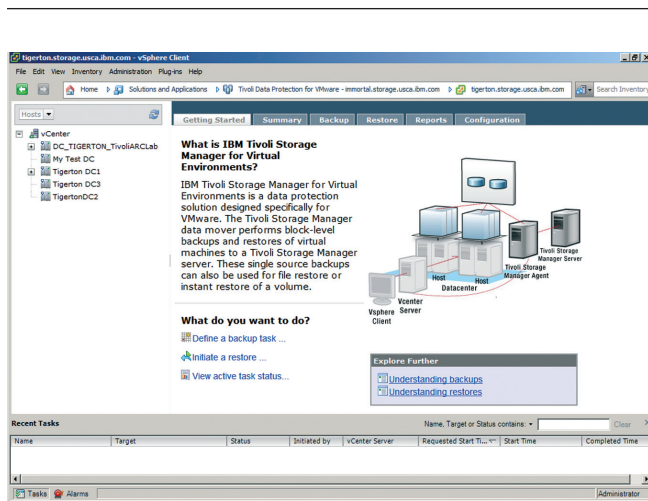 tigerton.storage.usca.ibm.com - vSphere Client
File Edit View Inventory Administration Plug-ins Help
Home Solutions and Applications Tivoli Data Protection for VMware - immortal.storage.usca.ibm.com tigerton.storage.usca.ibm.com Search Inventory
Hosts
vCenter
DC_TIGERTON_TivoliARCLab
My Test DC
Tigerton DC1
Tigerton DC3
TigertonDC2
Getting Started Summary Backup Restore Reports Configuration
What is IBM Tivoli Storage
Manager for Virtual
Environments?
IBM Tivoli Storage Manager for Virtual
Environments is a data protection
solution designed specifically for
VMware. The Tivoli Storage Manager
data mover performs block-level
backups and restores of virtual
machines to a Tivoli Storage Manager
server. These single source backups
can also be used for file restore or
instant restore of a volume.
Tivoli Storage
Manager Server
Tivoli Storage
Manager Agent
Host
Host
Datacenter
Vcenter
Server
Vsphere
Client
What do you want to do?
Define a backup task ...
Initiate a restore ...
View active task status...
Explore Further
Understanding backups
Understanding restores
Recent Tasks
Name, Target or Status contains:
Clear
Name Target Status Initiated by vCenter Server Requested Start Ti... Start Time Completed Time
Tasks Alarms
Administrator